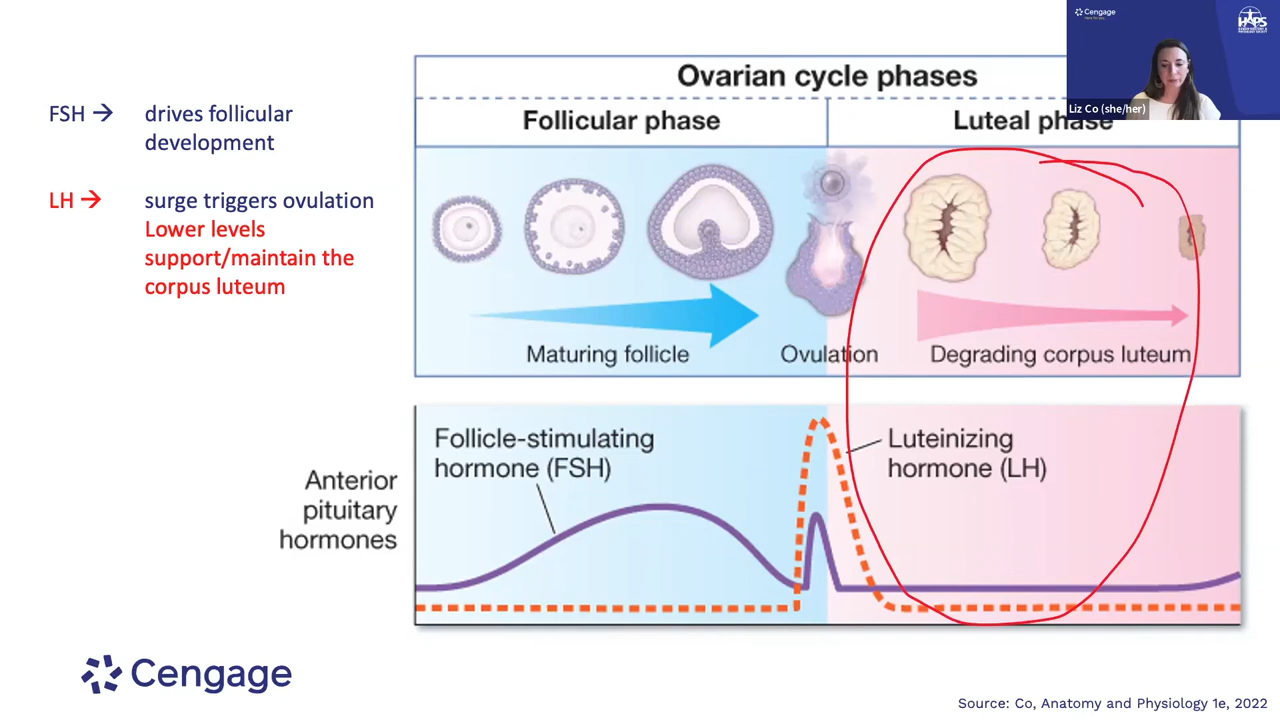 Cengage
HAPS
Liz Co (she/her)
FSH → drives follicular
development
LH → surge triggers ovulation
Lower levels
support/maintain the
corpus luteum
Ovarian cycle phases
Follicular phase
Luteal phase
Maturing follicle
Ovulation
Degrading corpus luteum
Anterior
pituitary
hormones
Follicle-stimulating
hormone (FSH)
Luteinizing
hormone (LH)
Cengage
Source: Co, Anatomy and Physiology 1e, 2022